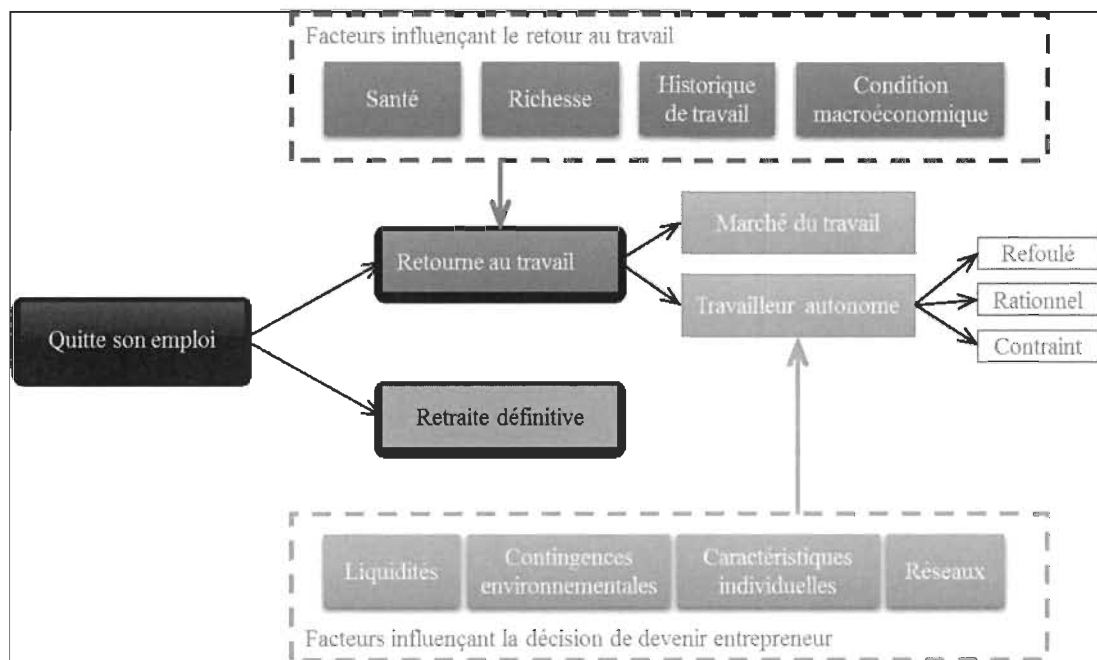 Facteurs influençant le retour au travail
Santé
Richesse
Historique
de travail
Condition
macroéconomique
Marché du travail
Retourne au travail
Refoulé
Travailleur autonome
Rationnel
Quitte son emploi
Contraint
Retraite définitive
Liquidités
Contingences
environnementales
Caractéristiques
individuelles
Réseaux
Facteurs influençant la décision de devenir entrepreneur